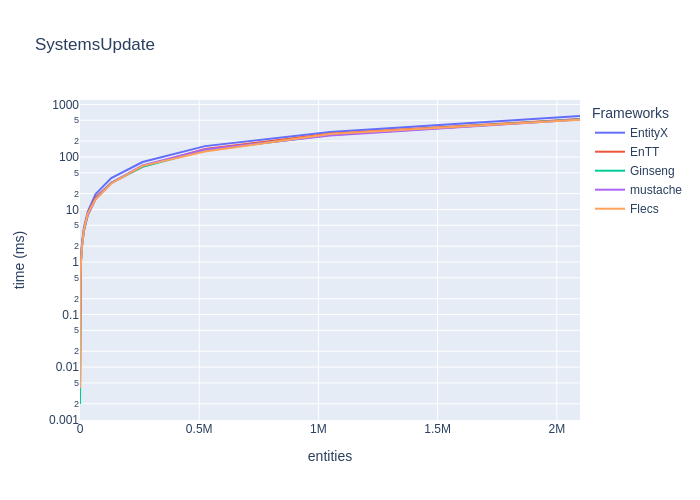 SystemsUpdate
1000
5
2
100
5
2
10
5
2
1
5
2
0.1
5
2
0.01
5
2
0.001
time (ms)
0
0.5M
1M
1.5M
2M
entities
Frameworks
EntityX
EnTT
Ginseng
mustache
Flecs